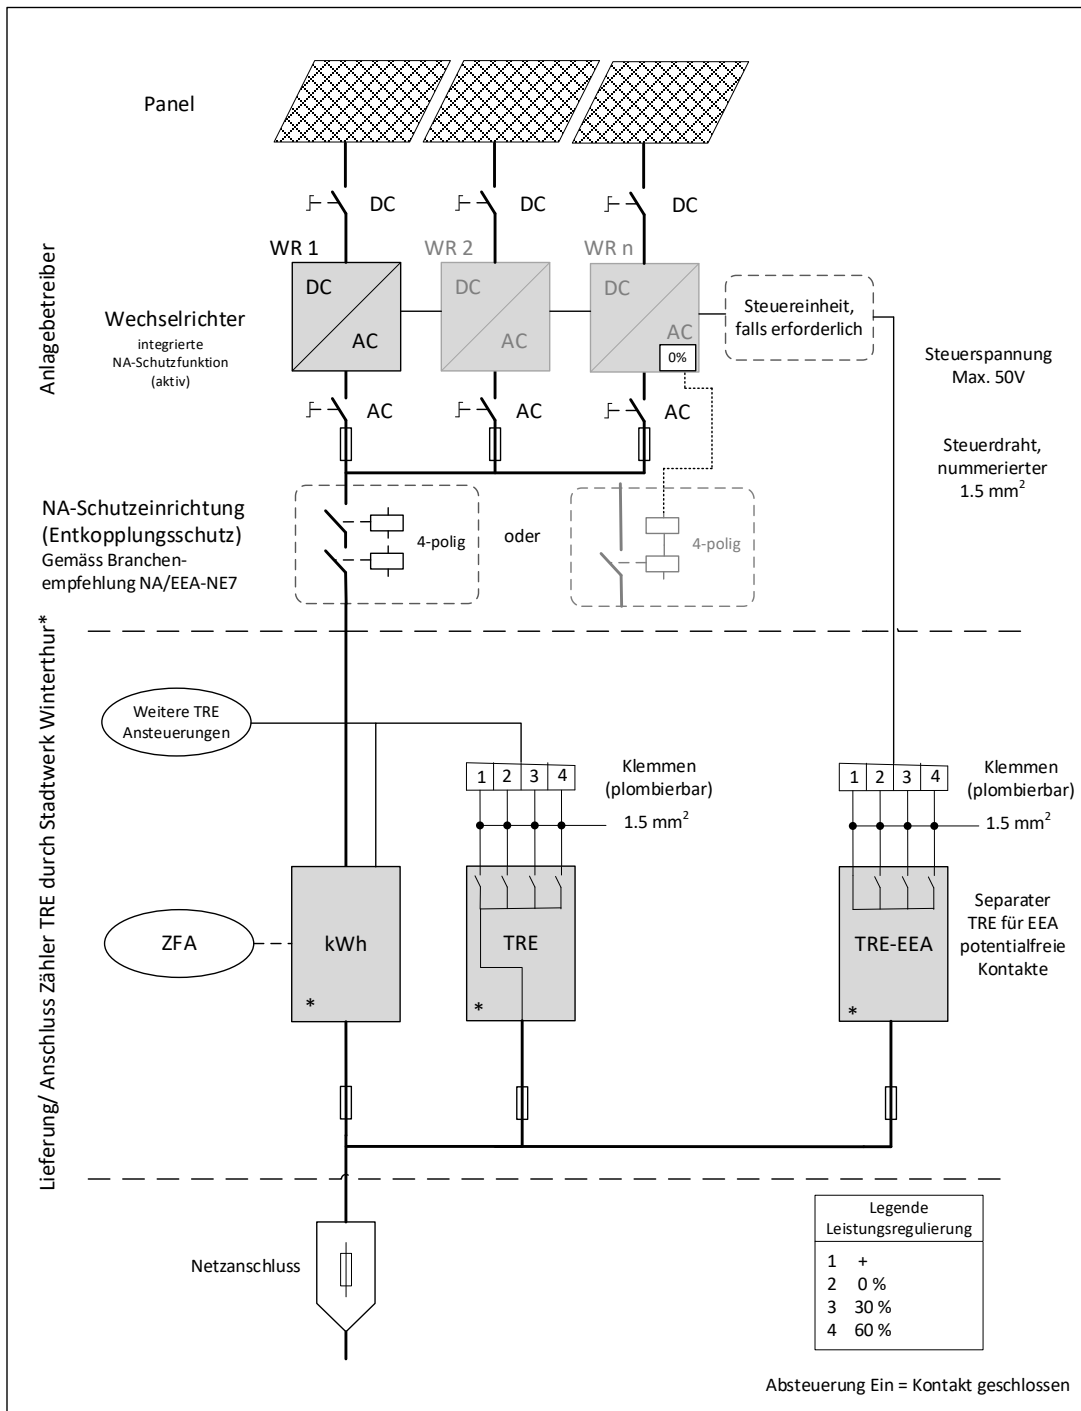 Panel
DC
DC
DC
WR 1
WR 2
WR n
DC
AC
DC
AC
DC
AC
0%
Steuereinheit,
falls erforderlich
Anlagebetreiber
Wechselrichter
integrierte
NA-Schutzfunktion
(aktiv)
Steuerspannung
Max. 50V
AC
AC
AC
Steuerdraht,
nummerierter
1.5 mm²
NA-Schutzeinrichtung
(Entkopplungsschutz)
Gemäss Branchen-
empfehlung NA/EEA-NE7
4-polig
oder
4-polig
Lieferung/ Anschluss Zähler TRE durch Stadtwerk Winterthur*
Weitere TRE
Ansteuerungen
1 2 3 4
Klemmen
(plombierbar)
1.5 mm²
1 2 3 4
Klemmen
(plombierbar)
1.5 mm²
ZFA
kWh
*
TRE
*
TRE-EEA
*
Separater
TRE für EEA
potentialfreie
Kontakte
Netzanschluss
Legende
Leistungsregulierung
1 +
2 0 %
3 30 %
4 60 %
Absteuerung Ein = Kontakt geschlossen